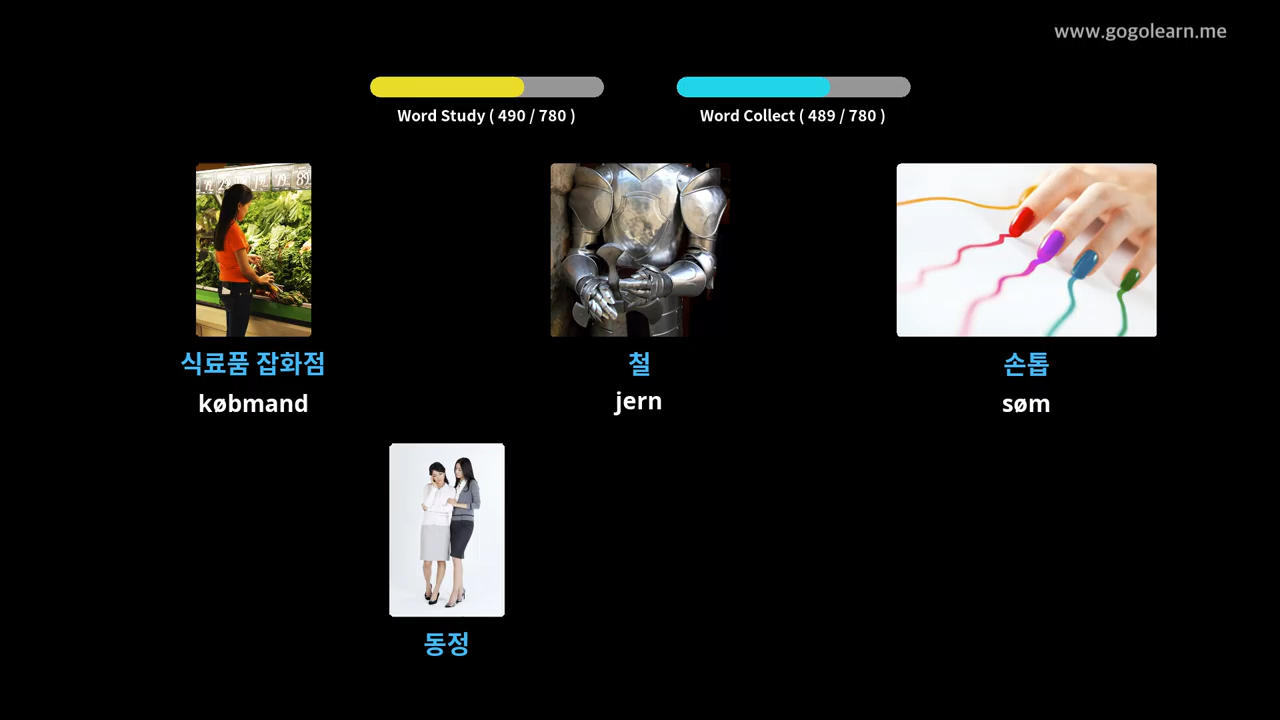 www.gogolearn.me
Word Study ( 490 / 780 )
Word Collect ( 489 / 780 )
식료품 잡화점
købmand
철
jern
손톱
søm
동정